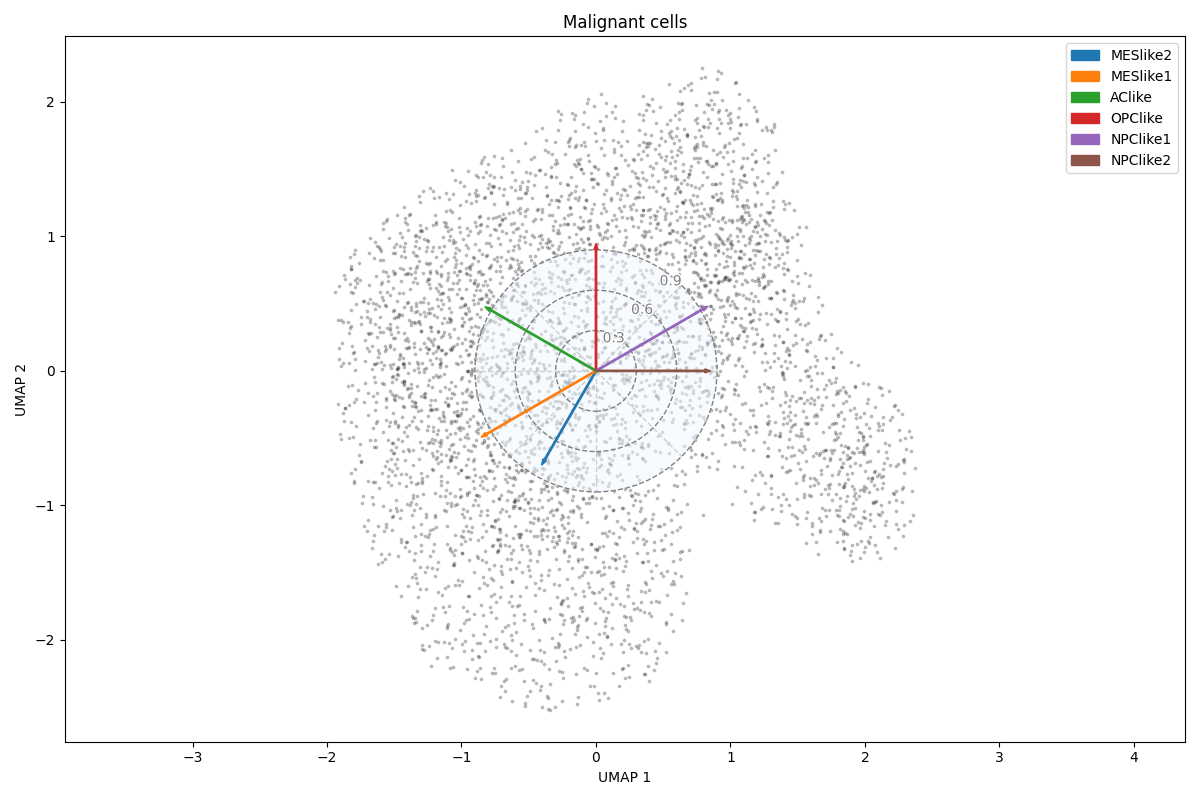 Malignant cells
MESlike2
MESlike1
AClike
OPClike
NPClike1
NPClike2
0.9
0.6
0.3
2
1
0
−1
−2
−3 −2 −1 0 1 2 3 4
UMAP 1
UMAP 2